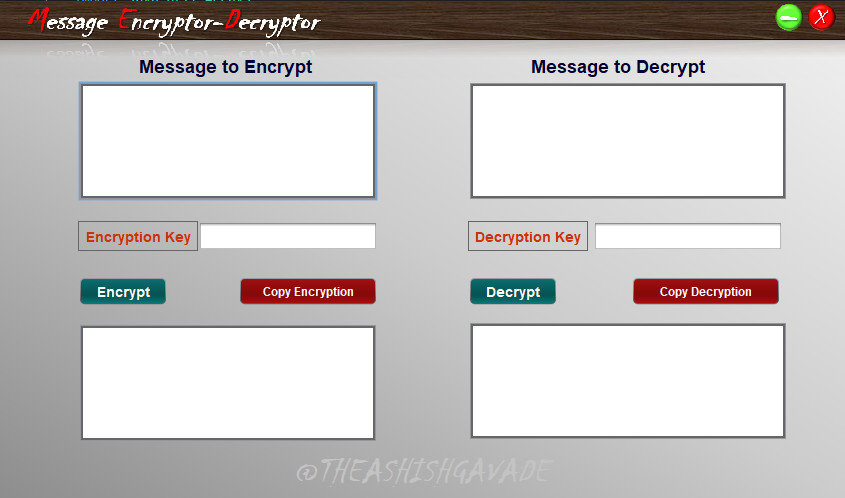 Message Encryptor-Decryptor
X
Message to Encrypt
Message to Decrypt
Encryption Key
Decryption Key
Encrypt
Copy Encryption
Decrypt
Copy Decryption
@THEASHISHGAVADE